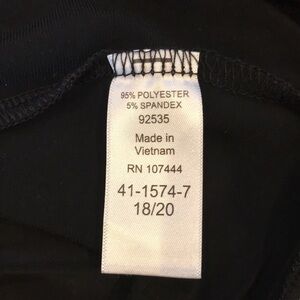 95% POLYESTER
5% SPANDEX
92535
Made in
Vietnam
RN 107444
41-1574-7
18/20